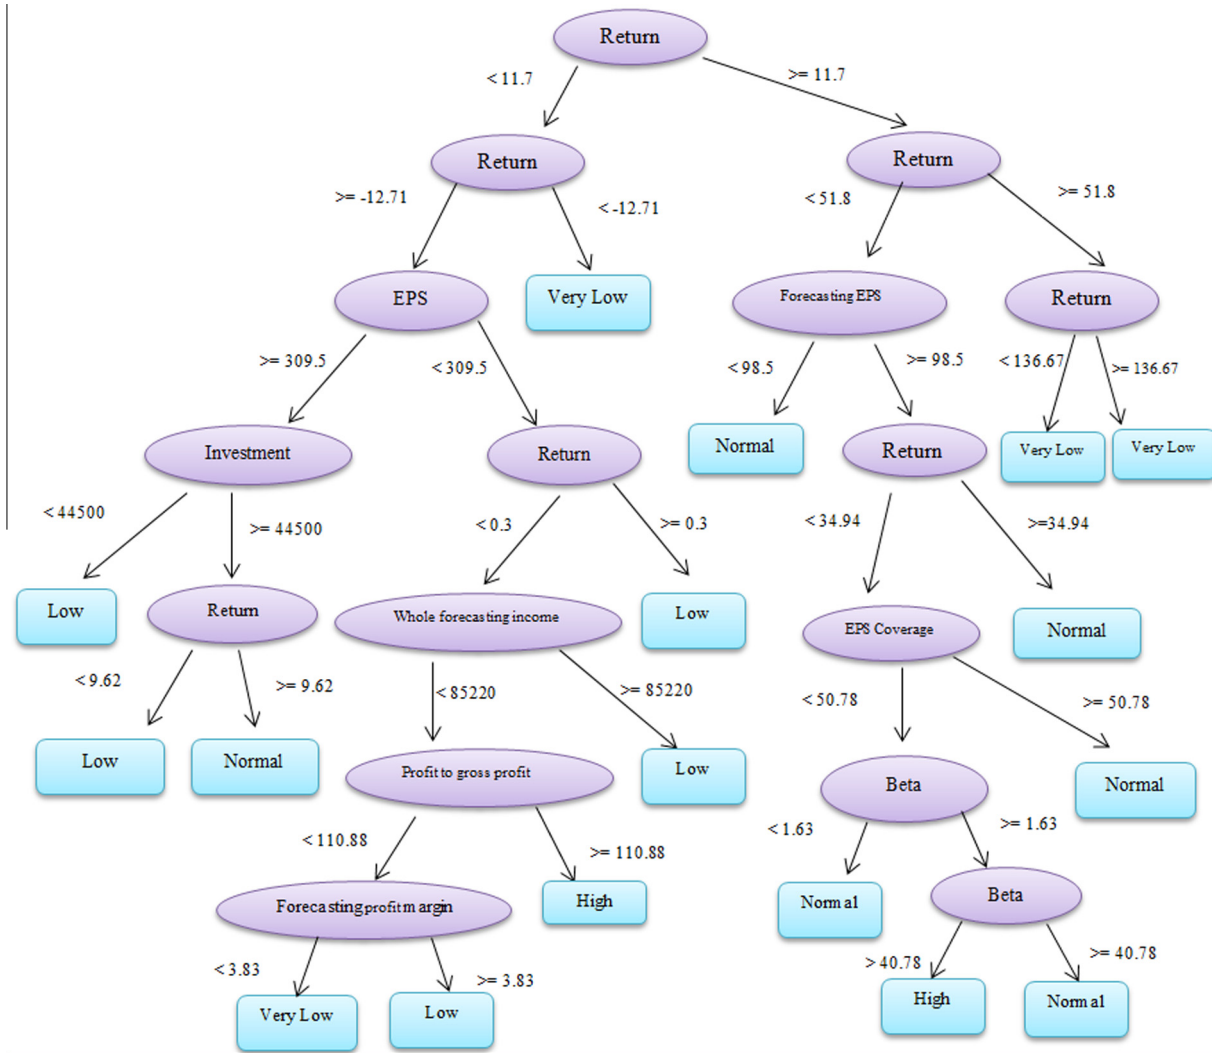 Return
< 11.7
>= 11.7
Return
Return
>= -12.71
< -12.71
< 51.8
>= 51.8
EPS
Very Low
Forecasting EPS
Return
>= 309.5
< 309.5
< 98.5
>= 98.5
< 136.67
>= 136.67
Investment
Return
Normal
Return
Very Low
Very Low
< 44500
>= 44500
< 0.3
>= 0.3
< 34.94
>=34.94
Low
Return
Whole forecasting income
Low
EPS Coverage
Normal
< 9.62
>= 9.62
< 85220
>= 85220
< 50.78
>= 50.78
Low
Normal
Profit to gross profit
Low
Beta
Normal
< 110.88
>= 110.88
< 1.63
>= 1.63
Forecasting profit margin
High
Normal
Beta
< 3.83
>= 3.83
> 40.78
>= 40.78
Very Low
Low
High
Normal